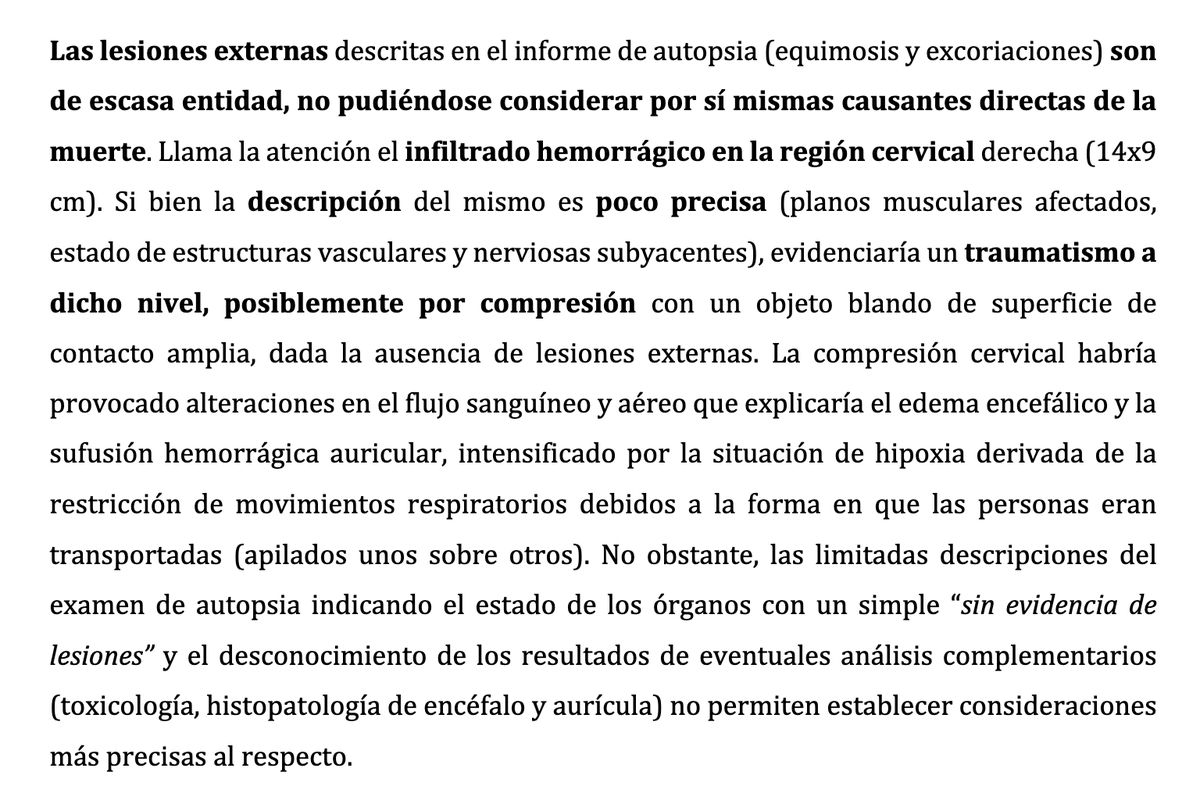 Las lesiones externas descritas en el informe de autopsia (equimosis y excoriaciones) son
de escasa entidad, no pudiéndose considerar por sí mismas causantes directas de la
muerte. Llama la atención el infiltrado hemorrágico en la región cervical derecha (14x9
cm). Si bien la descripción del mismo es poco precisa (planos musculares afectados,
estado de estructuras vasculares y nerviosas subyacentes), evidenciaría un traumatismo a
dicho nivel, posiblemente por compresión con un objeto blando de superficie de
contacto amplia, dada la ausencia de lesiones externas. La compresión cervical habría
provocado alteraciones en el flujo sanguíneo y aéreo que explicaría el edema encefálico y la
sufusión hemorrágica auricular, intensificado por la situación de hipoxia derivada de la
restricción de movimientos respiratorios debidos a la forma en que las personas eran
transportadas (apilados unos sobre otros). No obstante, las limitadas descripciones del
examen de autopsia indicando el estado de los órganos con un simple “sin evidencia de
lesiones” y el desconocimiento de los resultados de eventuales análisis complementarios
(toxicología, histopatología de encéfalo y aurícula) no permiten establecer consideraciones
más precisas al respecto.